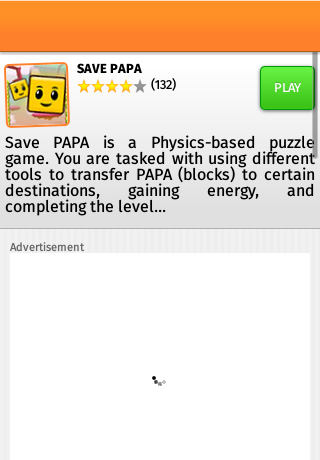 SAVE PAPA
(132)
PLAY
Save PAPA is a Physics-based puzzle
game. You are tasked with using different
tools to transfer PAPA (blocks) to certain
destinations, gaining energy, and
completing the level...
Advertisement